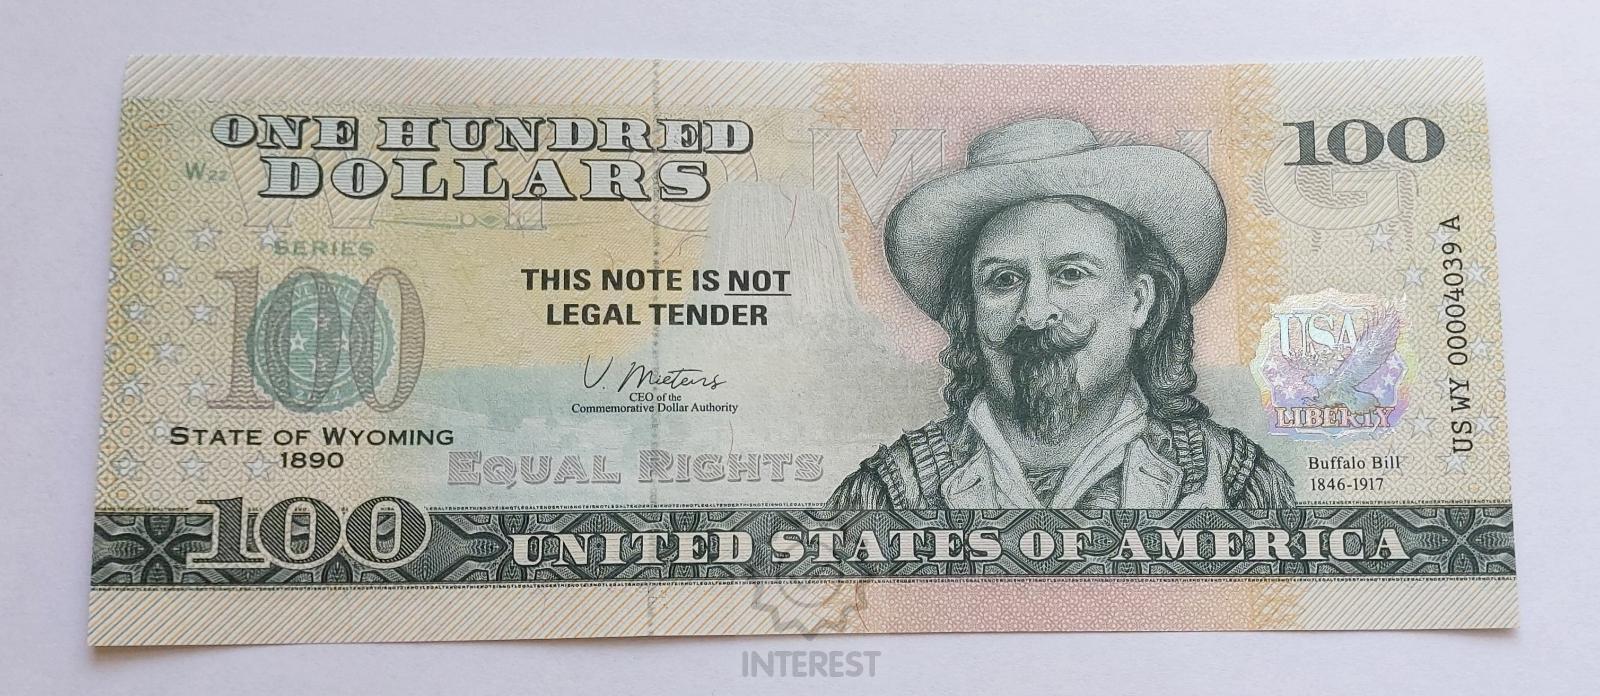 ONE HUNDRED
DOLLARS
WYOMING
100
W22
SERIES
100
THIS NOTE IS NOT
LEGAL TENDER
V. Mietens
CEO of the
Commemorative Dollar Authority
STATE OF WYOMING
1890
EQUAL RIGHTS
USA
LIBERTY
Buffalo Bill
1846-1917
US WY 00004039 A
100
UNITED STATES OF AMERICA
INTEREST